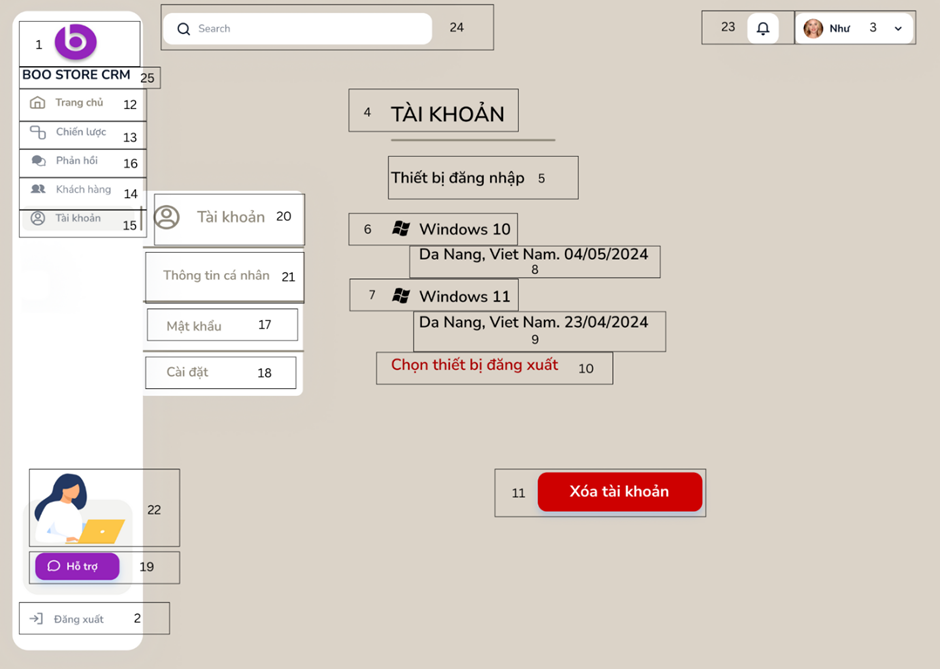 1 b
Search 24
23 Như 3
BOO STORE CRM 25
Trang chủ 12
Chiến lược 13
Phản hồi 16
Khách hàng 14
Tài khoản 15
Tài khoản 20
Thông tin cá nhân 21
Mật khẩu 17
Cài đặt 18
4 TÀI KHOẢN
Thiết bị đăng nhập 5
6 Windows 10
Da Nang, Viet Nam. 04/05/2024
8
7 Windows 11
Da Nang, Viet Nam. 23/04/2024
9
Chọn thiết bị đăng xuất 10
11 Xóa tài khoản
22
Hỗ trợ 19
Đăng xuất 2